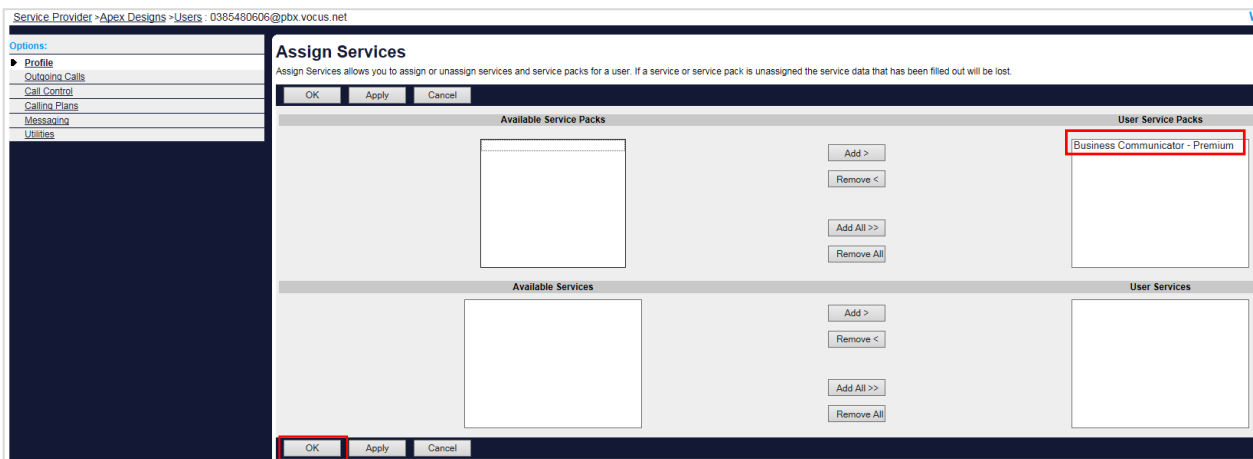 Service Provider >Apex Designs >Users : 0385480606@pbx.vocus.net
Options:
Profile
Outgoing Calls
Call Control
Calling Plans
Messaging
Utilities
Assign Services
Assign Services allows you to assign or unassign services and service packs for a user. If a service or service pack is unassigned the service data that has been filled out will be lost.
OK Apply Cancel
Available Service Packs User Service Packs
Business Communicator - Premium
Add >
Remove <
Add All >>
Remove All
Available Services User Services
Add >
Remove <
Add All >>
Remove All
OK Apply Cancel